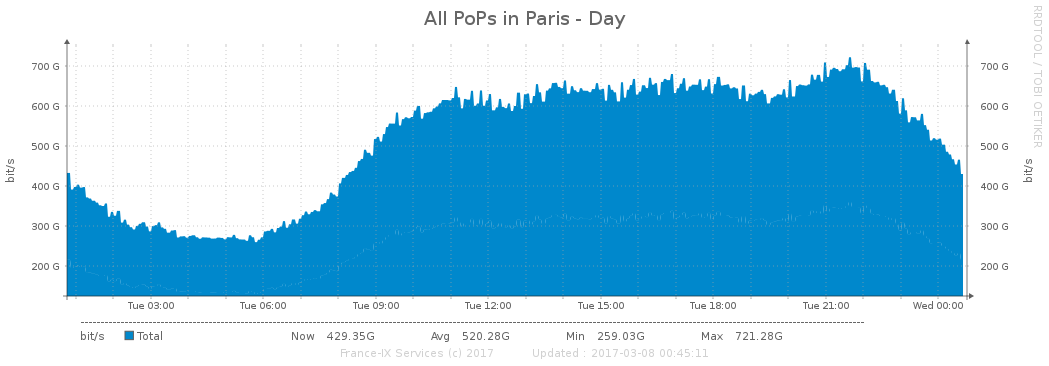 All PoPs in Paris - Day
RRDTOOL / TOBI OETIKER
bit/s
700 G
600 G
500 G
400 G
300 G
200 G
700 G
600 G
500 G
400 G
300 G
200 G
bit/s
Tue 03:00 Tue 06:00 Tue 09:00 Tue 12:00 Tue 15:00 Tue 18:00 Tue 21:00 Wed 00:00
bit/s Total Now 429.35G Avg 520.28G Min 259.03G Max 721.28G
France-IX Services (c) 2017 Updated : 2017-03-08 00:45:11